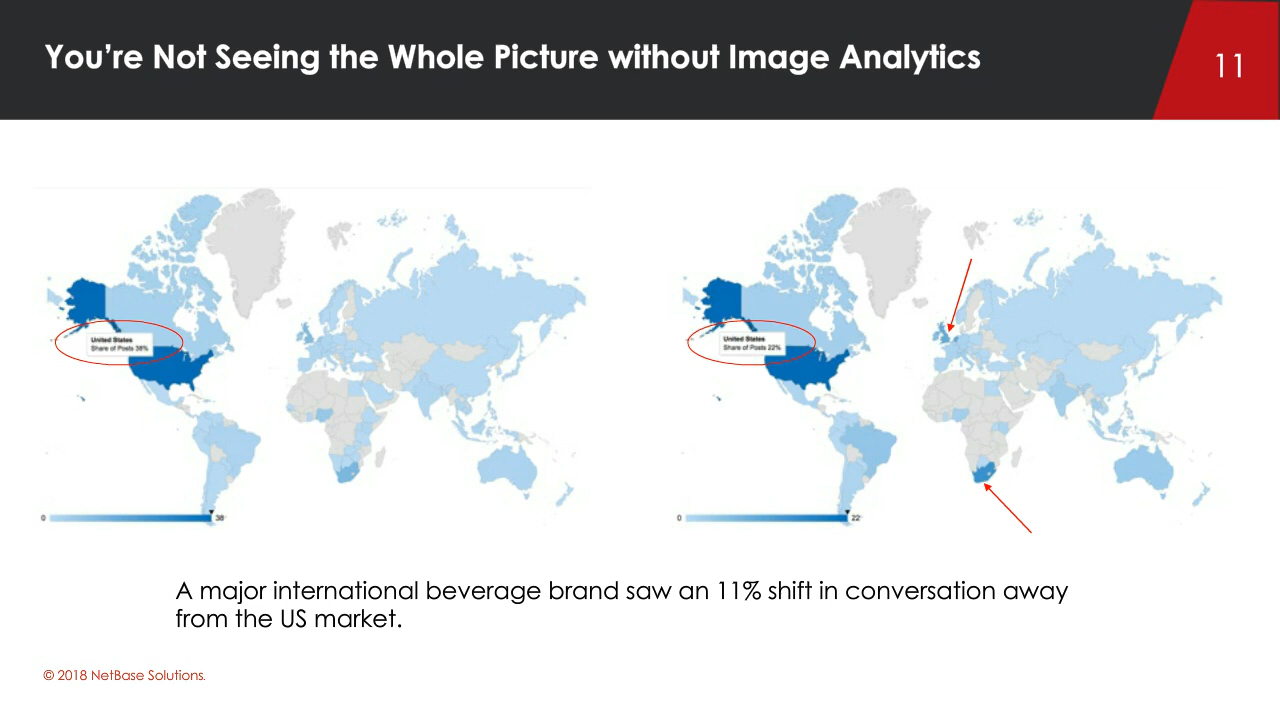 You're Not Seeing the Whole Picture without Image Analytics
11
United States
Share of Posts 38%
0
38
United States
Share of Posts 22%
0
22
A major international beverage brand saw an 11% shift in conversation away
from the US market.
© 2018 NetBase Solutions.